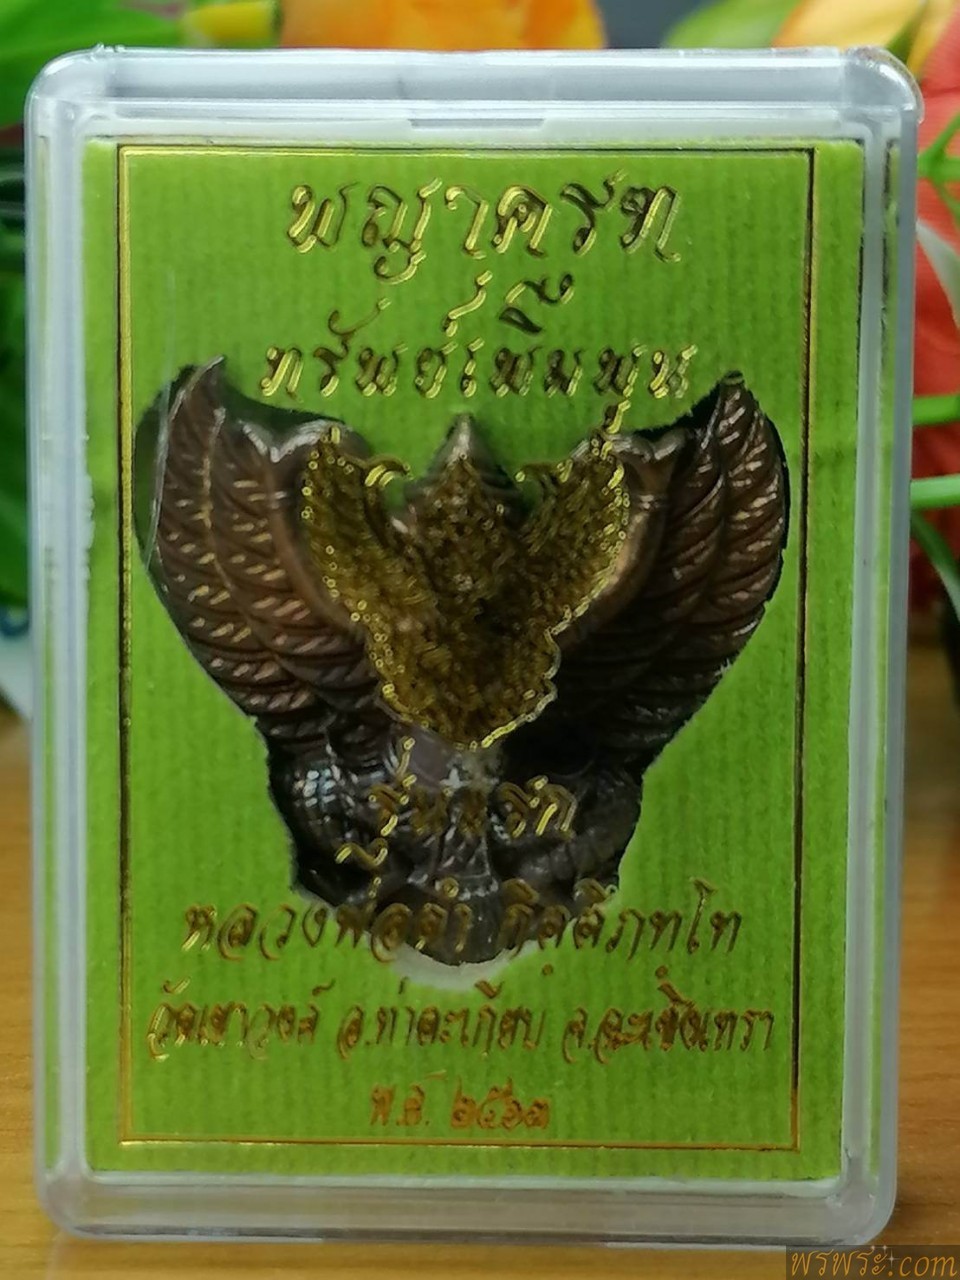 พญาครุฑ
ทรัพย์เพิ่มพูน
รุ่นแรก
หลวงพ่อดำ กิตติภทโท
วัดเขาวงศ์ อ.ท่าตะเกียบ จ.ฉะเชิงเทรา
พ.ศ. ๒๕๖๓
พรพระ.com